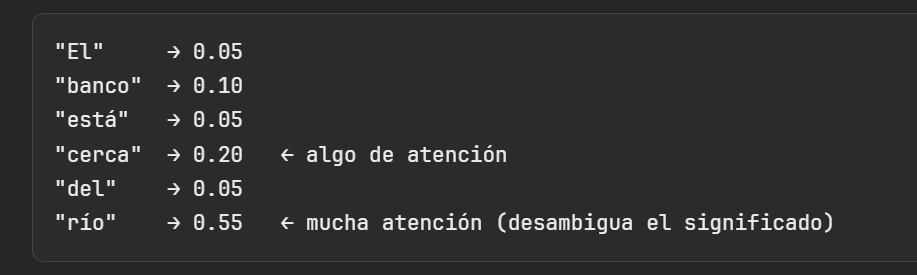 "El"     → 0.05
"banco"  → 0.10
"está"   → 0.05
"cerca"  → 0.20   ← algo de atención
"del"    → 0.05
"río"    → 0.55   ← mucha atención (desambigua el significado)